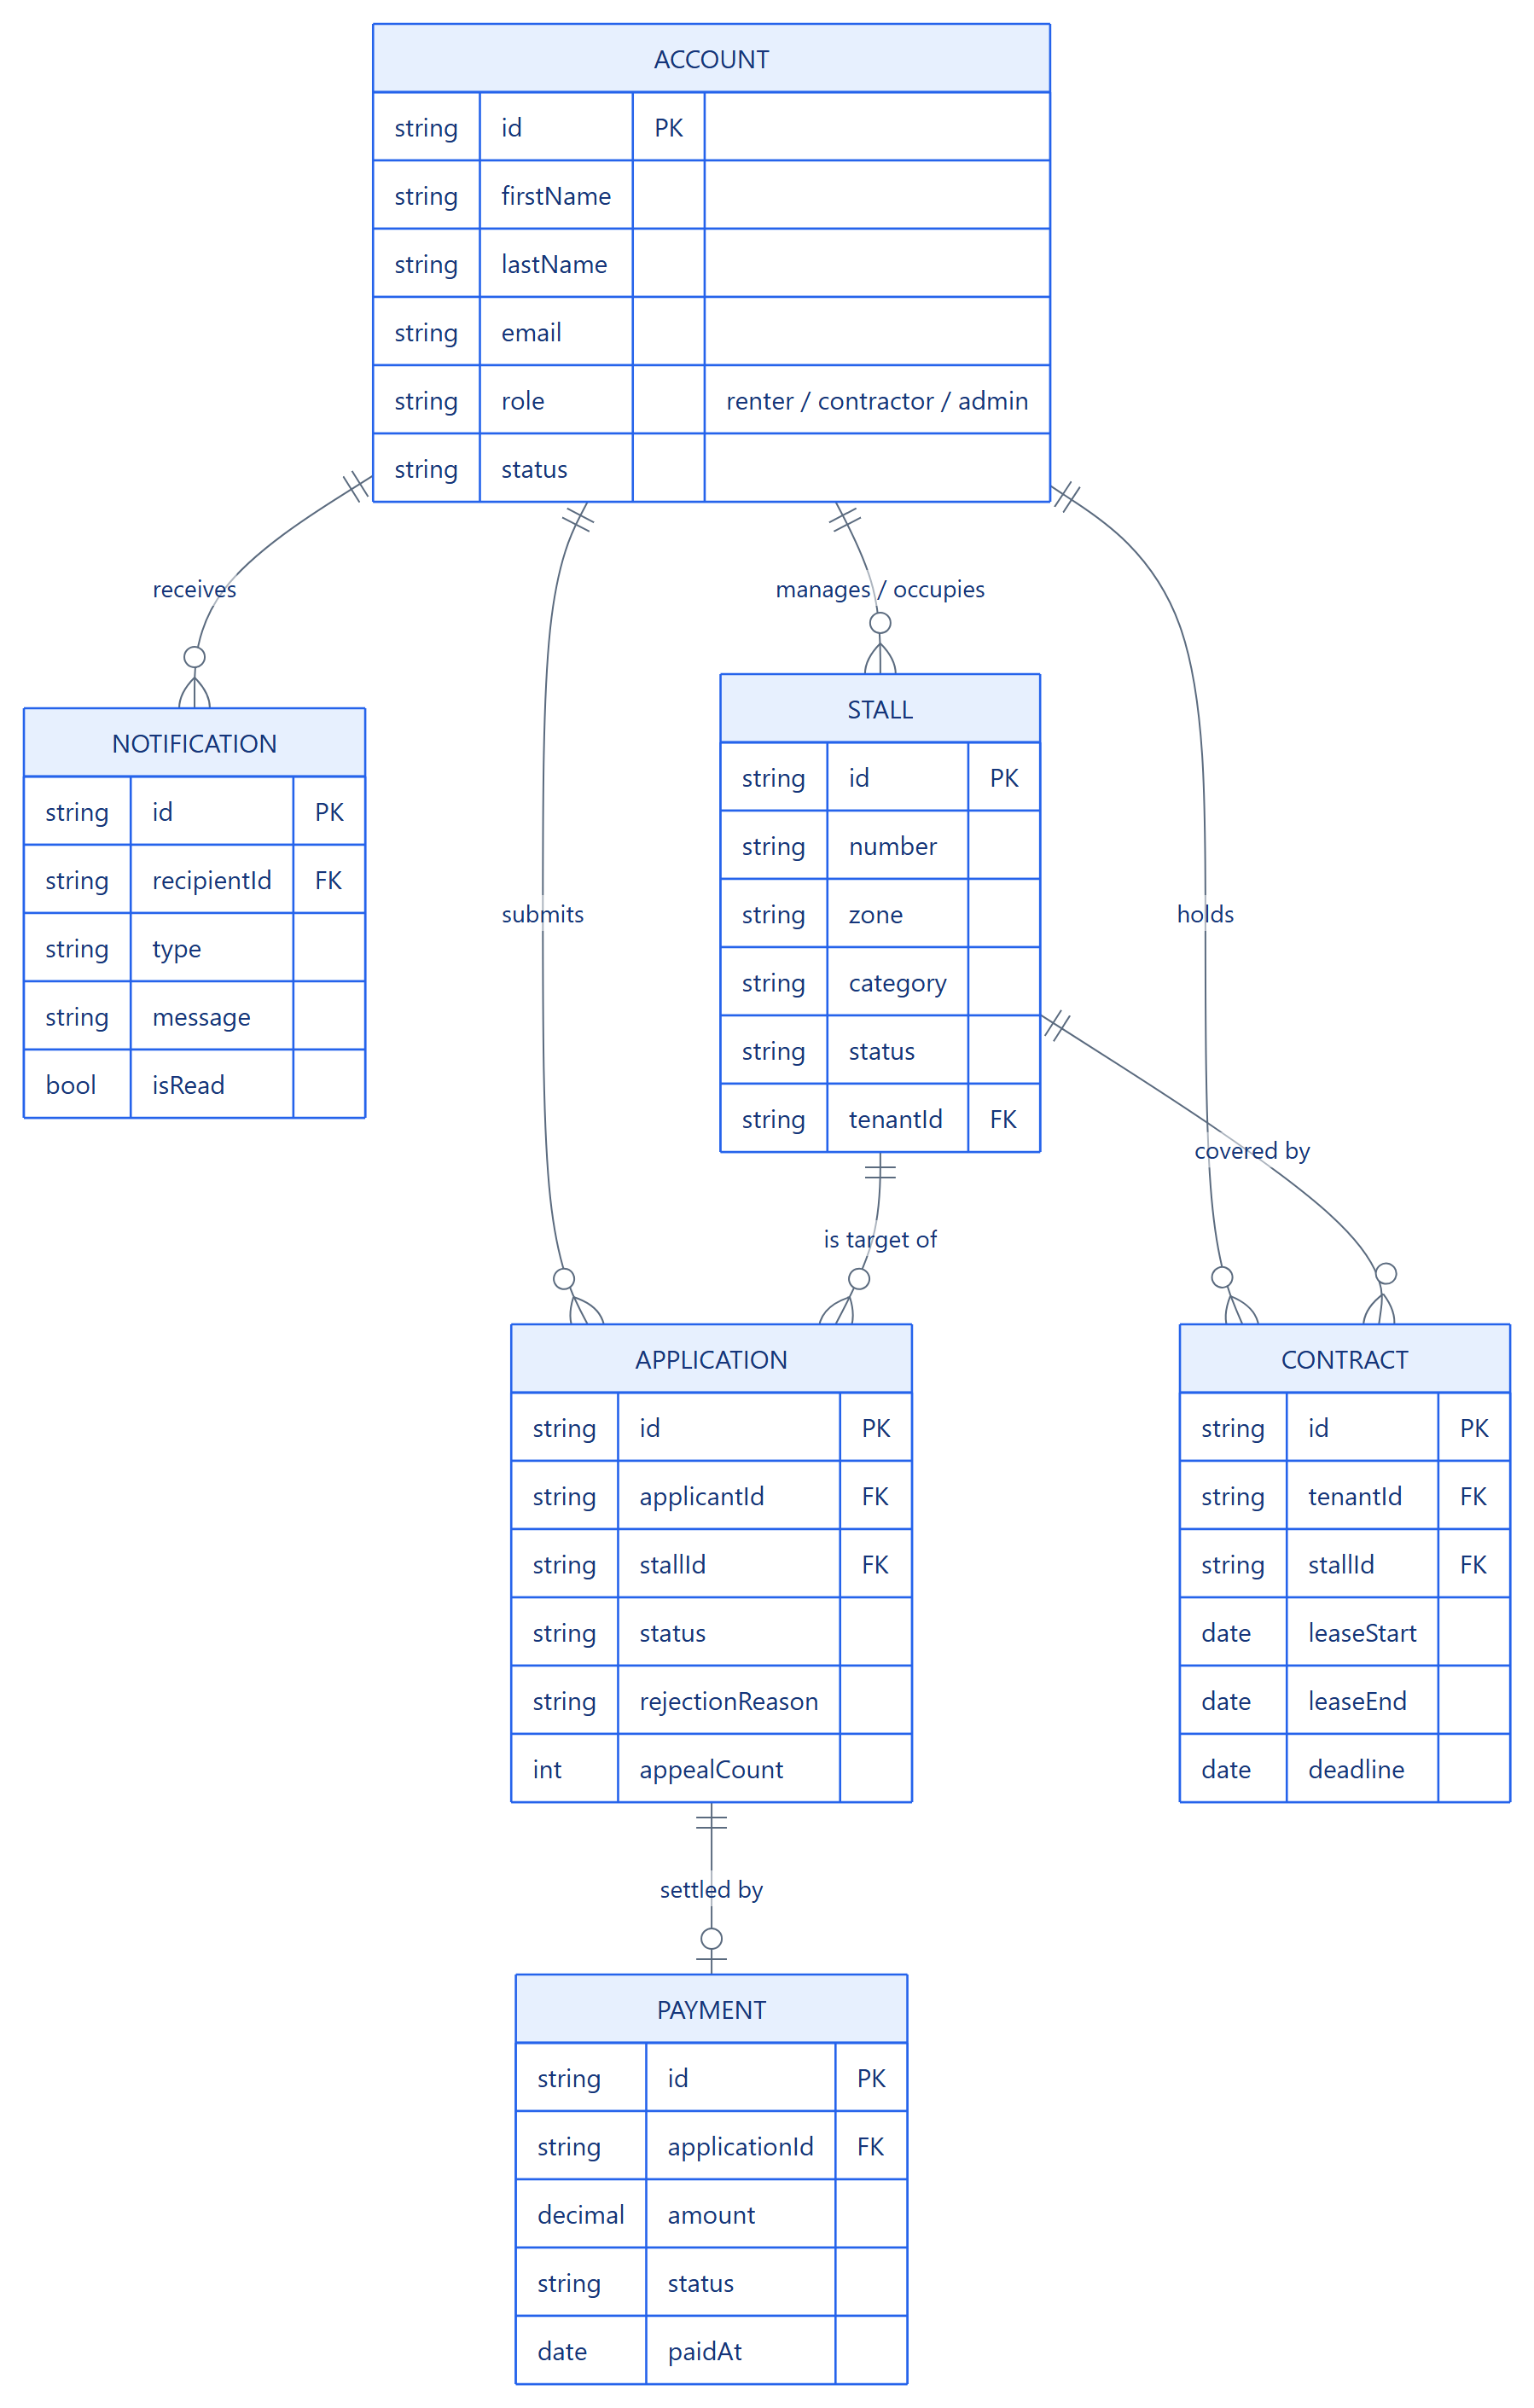 ACCOUNT
string id PK
string firstName
string lastName
string email
string role renter / contractor / admin
string status
receives
manages / occupies
submits
holds
NOTIFICATION
string id PK
string recipientId FK
string type
string message
bool isRead
STALL
string id PK
string number
string zone
string category
string status
string tenantId FK
covered by
is target of
APPLICATION
string id PK
string applicantId FK
string stallId FK
string status
string rejectionReason
int appealCount
CONTRACT
string id PK
string tenantId FK
string stallId FK
date leaseStart
date leaseEnd
date deadline
settled by
PAYMENT
string id PK
string applicationId FK
decimal amount
string status
date paidAt